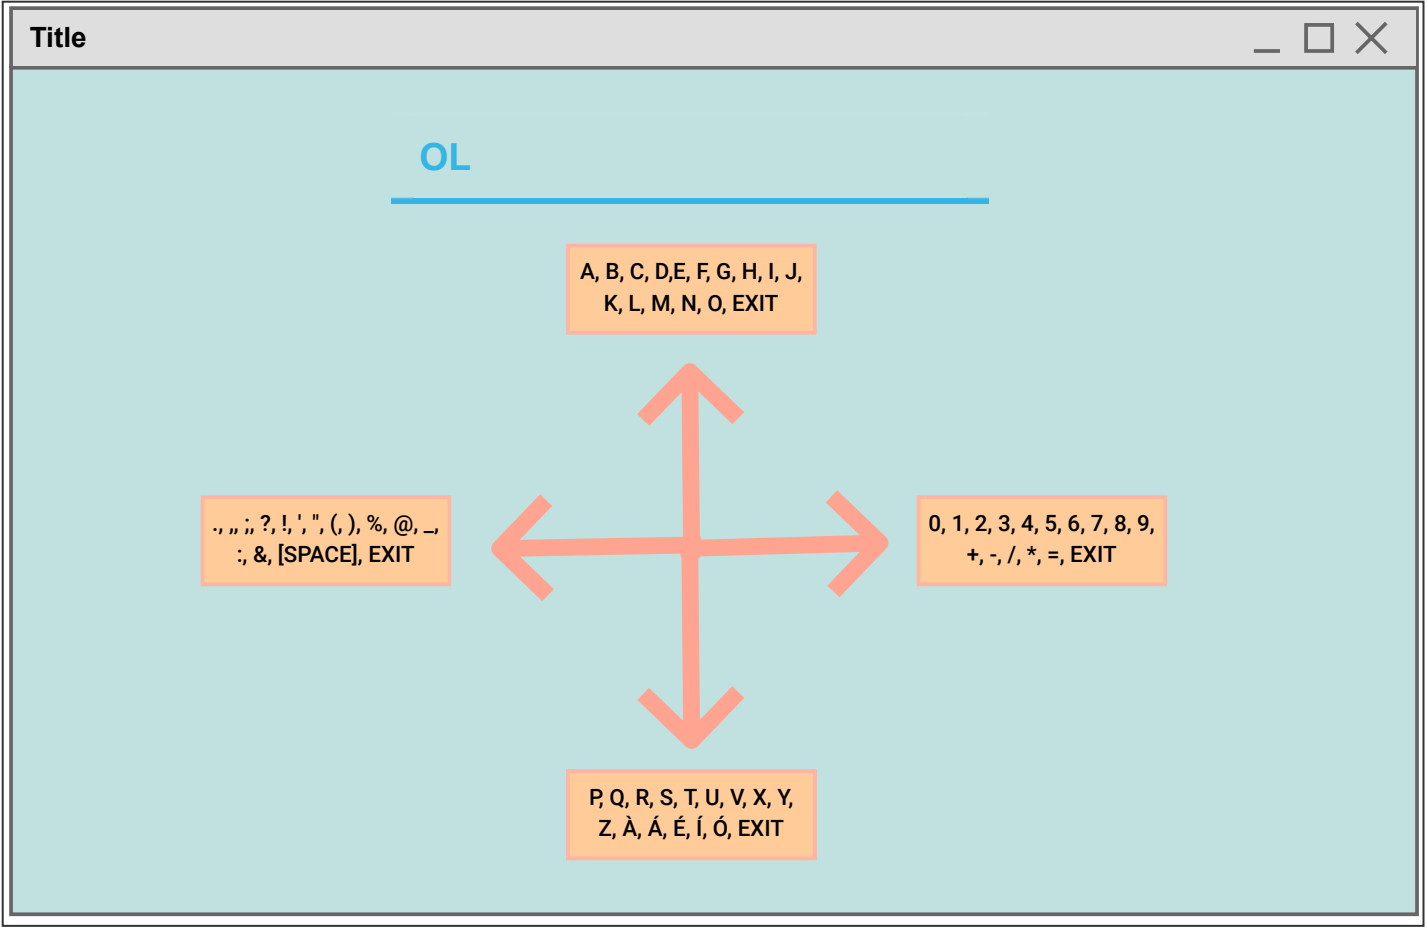 Title
OL
A, B, C, D,E, F, G, H, I, J,
K, L, M, N, O, EXIT
., ,, ;, ?, !, ', ", (, ), %, @, _,
:, &, [SPACE], EXIT
0, 1, 2, 3, 4, 5, 6, 7, 8, 9,
+, -, /, *, =, EXIT
P, Q, R, S, T, U, V, X, Y,
Z, À, Á, É, Í, Ó, EXIT